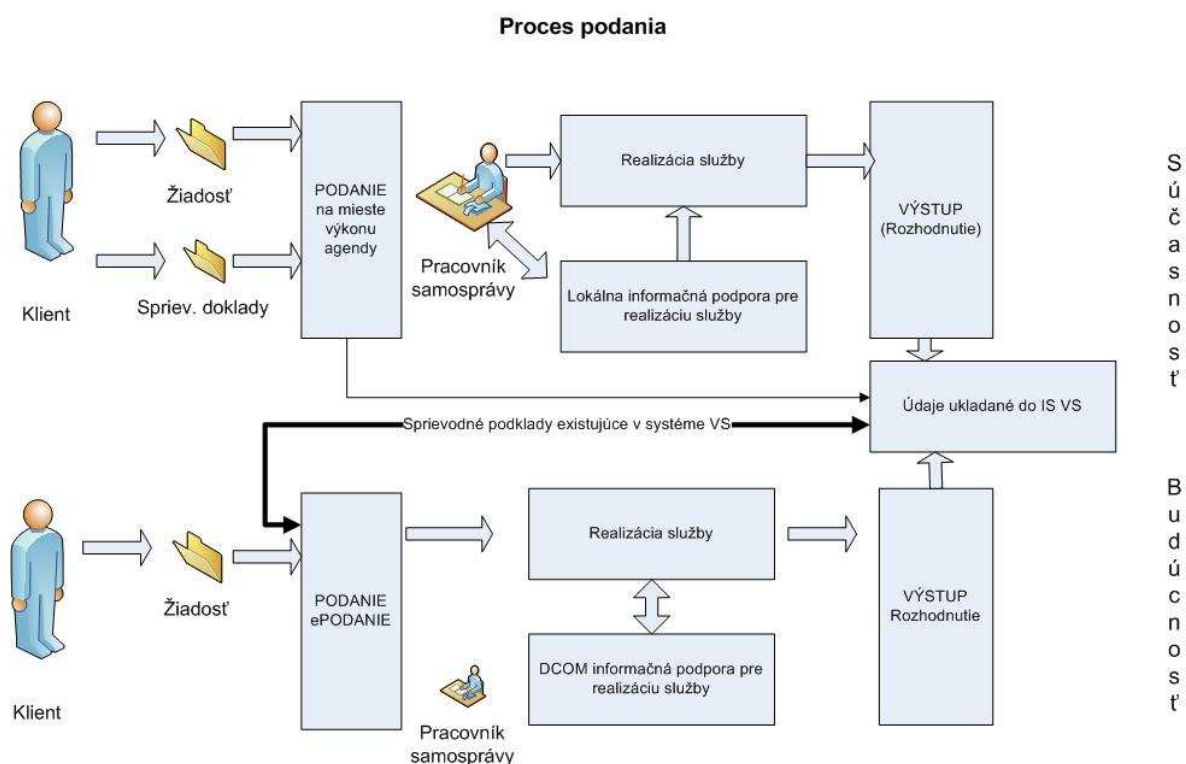 Proces podania
Klient
Žiadosť
Spriev. doklady
PODANIE
na mieste
výkonu
agendy
Pracovník
samosprávy
Realizácia služby
Lokálna informačná podpora pre
realizáciu služby
VÝSTUP
(Rozhodnutie)
Súčasnosť
Údaje ukladané do IS VS
Sprievodné podklady existujúce v systéme VS
Klient
Žiadosť
PODANIE
ePODANIE
Pracovník
samosprávy
Realizácia služby
DCOM informačná podpora pre
realizáciu služby
VÝSTUP
Rozhodnutie
Budúcnosť